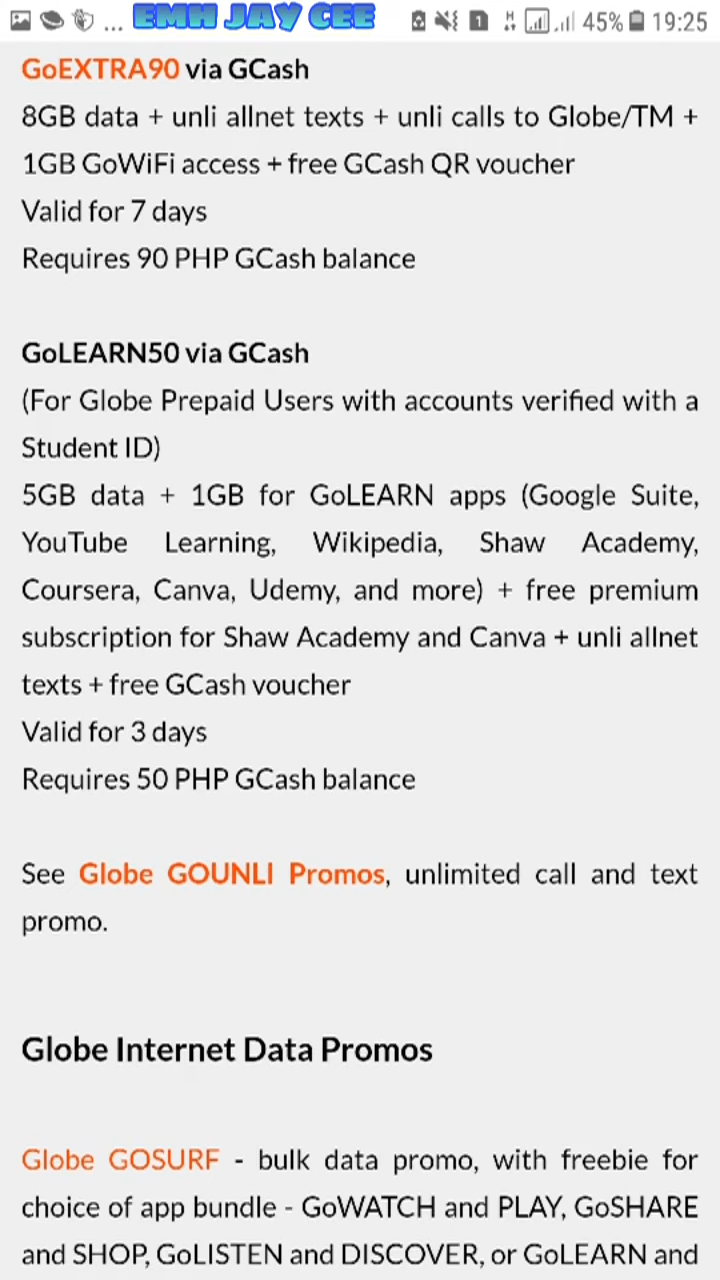 ... EMH JAY CEE 1 45% 19:25
GoEXTRA90 via GCash
8GB data + unli allnet texts + unli calls to Globe/TM +
1GB GoWiFi access + free GCash QR voucher
Valid for 7 days
Requires 90 PHP GCash balance
GoLEARN50 via GCash
(For Globe Prepaid Users with accounts verified with a
Student ID)
5GB data + 1GB for GoLEARN apps (Google Suite,
YouTube Learning, Wikipedia, Shaw Academy,
Coursera, Canva, Udemy, and more) + free premium
subscription for Shaw Academy and Canva + unli allnet
texts + free GCash voucher
Valid for 3 days
Requires 50 PHP GCash balance
See Globe GOUNLI Promos, unlimited call and text
promo.
Globe Internet Data Promos
Globe GOSURF - bulk data promo, with freebie for
choice of app bundle - GoWATCH and PLAY, GoSHARE
and SHOP, GoLISTEN and DISCOVER, or GoLEARN and